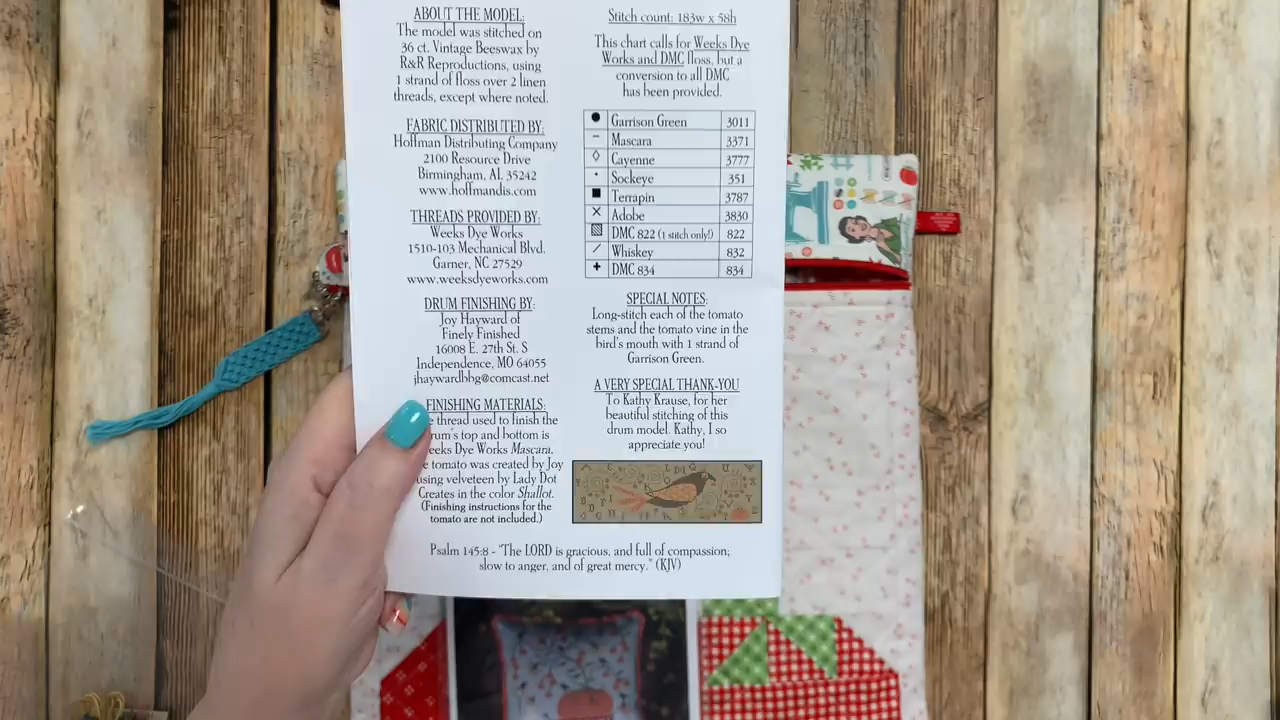 ABOUT THE MODEL:
The model was stitched on
36 ct. Vintage Beeswax by
R&R Reproductions, using
1 strand of floss over 2 linen
threads, except where noted.
FABRIC DISTRIBUTED BY:
Hoffman Distributing Company
2100 Resource Drive
Birmingham, AL 35242
www.hoffmandis.com
THREADS PROVIDED BY:
Weeks Dye Works
1510-103 Mechanical Blvd.
Garner, NC 27529
www.weeksdyeworks.com
DRUM FINISHING BY:
Joy Hayward of
Finely Finished
16008 E. 27th St. S
Independence, MO 64055
jhaywardbbg@comcast.net
FINISHING MATERIALS:
thread used to finish the
top and bottom is
Dye Works Mascara.
tomato was created by Joy
using velveteen by Lady Dot
Creates in the color Shallot.
(Finishing instructions for the
tomato are not included.)
Stitch count: 183w x 58h
This chart calls for Weeks Dye
Works and DMC floss, but a
conversion to all DMC
has been provided.
Garrison Green 3011
Mascara 3371
Cayenne 3777
Sockeye 351
Terrapin 3787
Adobe 3830
DMC 822 (1 stitch only!) 822
Whiskey 832
DMC 834 834
SPECIAL NOTES:
Long-stitch each of the tomato
stems and the tomato vine in the
bird's mouth with 1 strand of
Garrison Green.
A VERY SPECIAL THANK-YOU
To Kathy Krause, for her
beautiful stitching of this
drum model. Kathy, I so
appreciate you!
Psalm 145:8 - "The LORD is gracious, and full of compassion;
slow to anger, and of great mercy." (KJV)